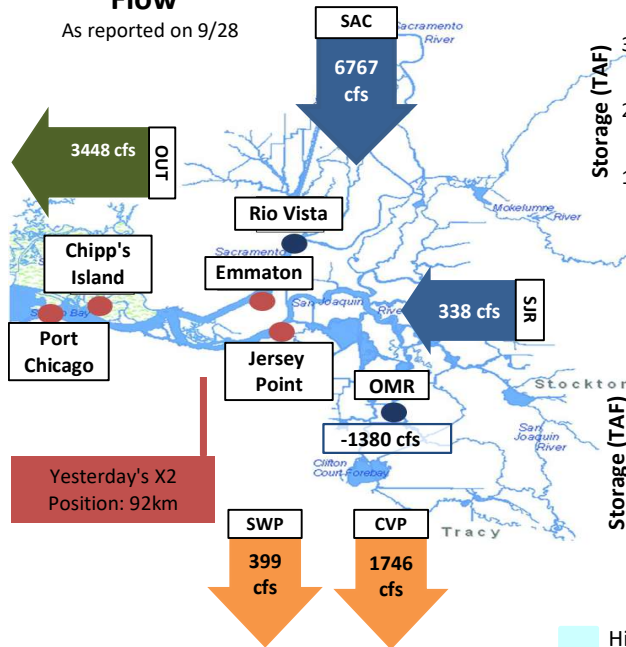 Flow
As reported on 9/28
SAC
6767
cfs
Sacramento
River
3448 cfs
OUT
Rio Vista
Mokelumne
River
Chipp's
Island
Sacramento
Emmaton
San Joaquin
River
338 cfs
SJR
Port
Chicago
Jersey
Point
OMR
-1380 cfs
Stockton
San
Joaquin
River
Clifton
Court Forebay
Tracy
Yesterday's X2
Position: 92km
SWP
399
cfs
CVP
1746
cfs
Storage (TAF)
3
2
1
Storage (TAF)
Hi